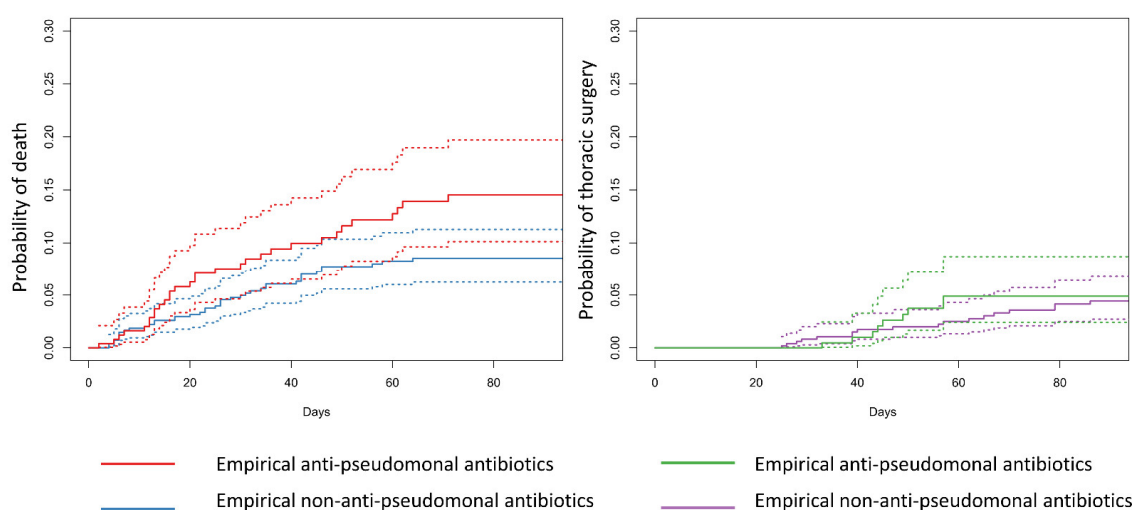 Probability of death
0.30
0.25
0.20
0.15
0.10
0.05
0.00
0 20 40 60 80
Days
Probability of thoracic surgery
0.30
0.25
0.20
0.15
0.10
0.05
0.00
0 20 40 60 80
Days
Empirical anti-pseudomonal antibiotics
Empirical non-anti-pseudomonal antibiotics
Empirical anti-pseudomonal antibiotics
Empirical non-anti-pseudomonal antibiotics